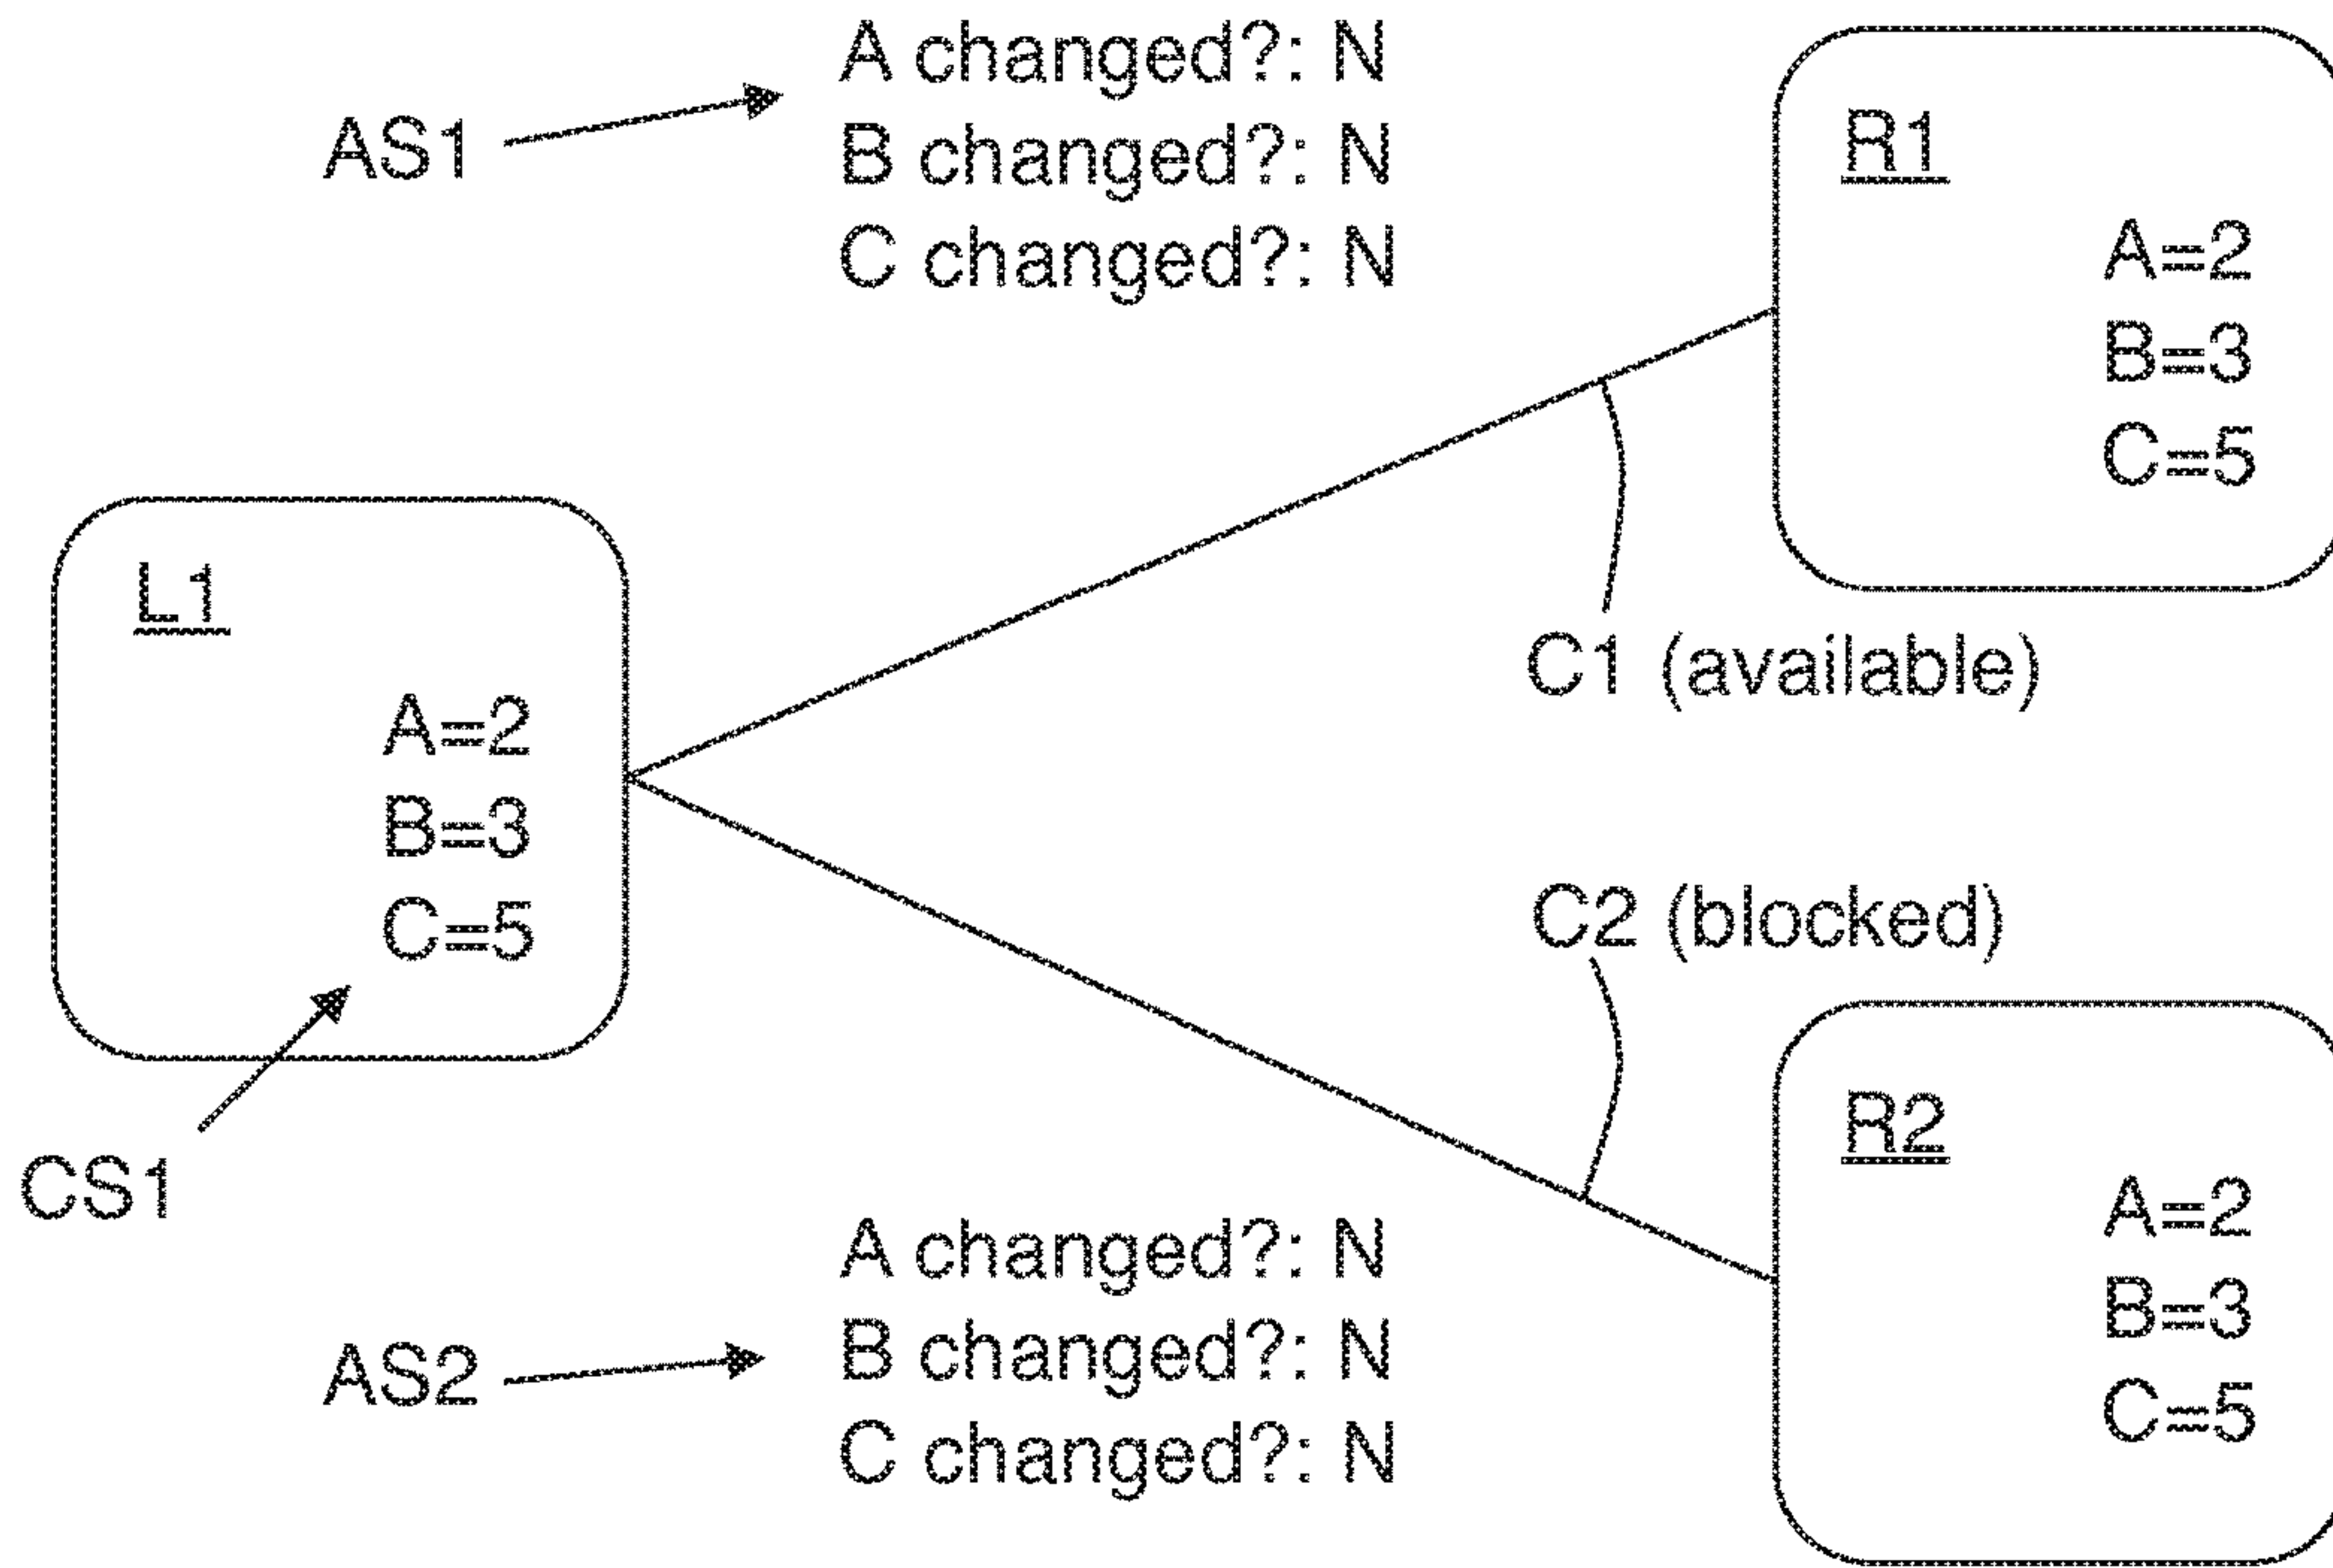 AS1
A changed?: N
B changed?: N
C changed?: N
R1
A=2
B=3
C=5
C1 (available)
L1
A=2
B=3
C=5
CS1
C2 (blocked)
R2
A=2
B=3
C=5
AS2
A changed?: N
B changed?: N
C changed?: N